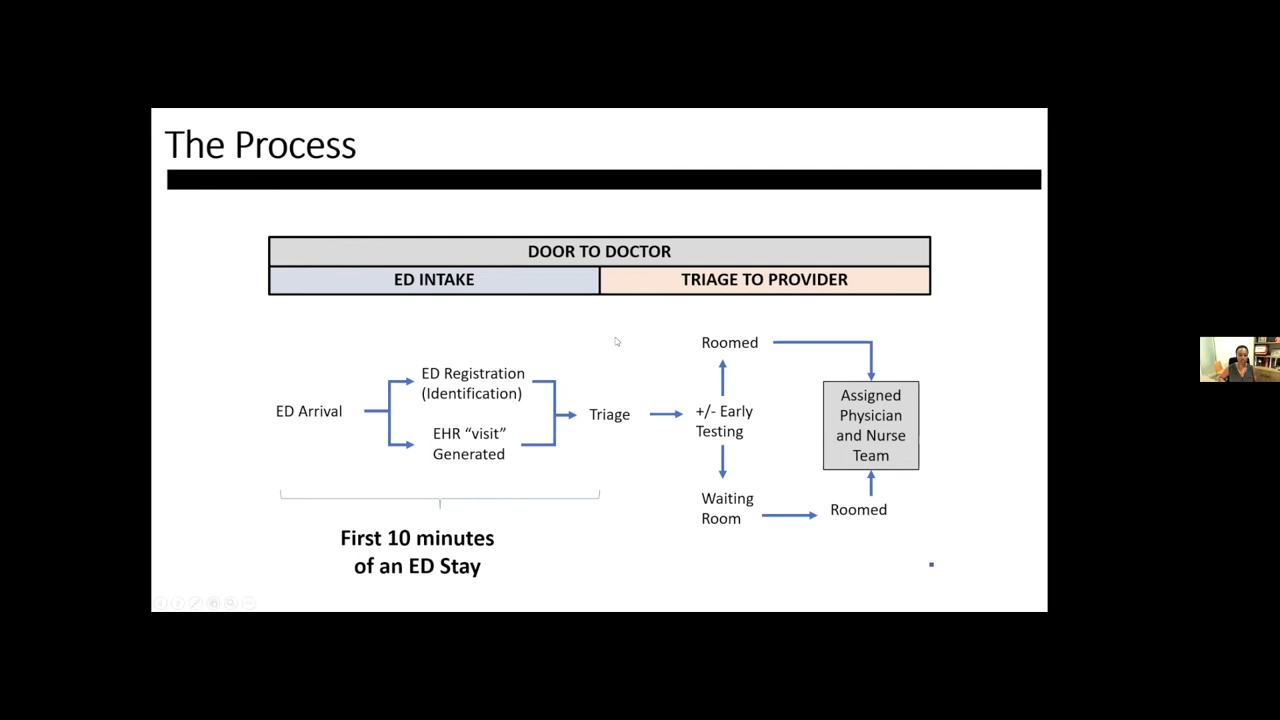 The Process
DOOR TO DOCTOR
ED INTAKE
TRIAGE TO PROVIDER
ED Arrival
ED Registration
(Identification)
EHR “visit”
Generated
Triage
+/- Early
Testing
Roomed
Waiting
Room
Roomed
Assigned
Physician
and Nurse
Team
First 10 minutes
of an ED Stay